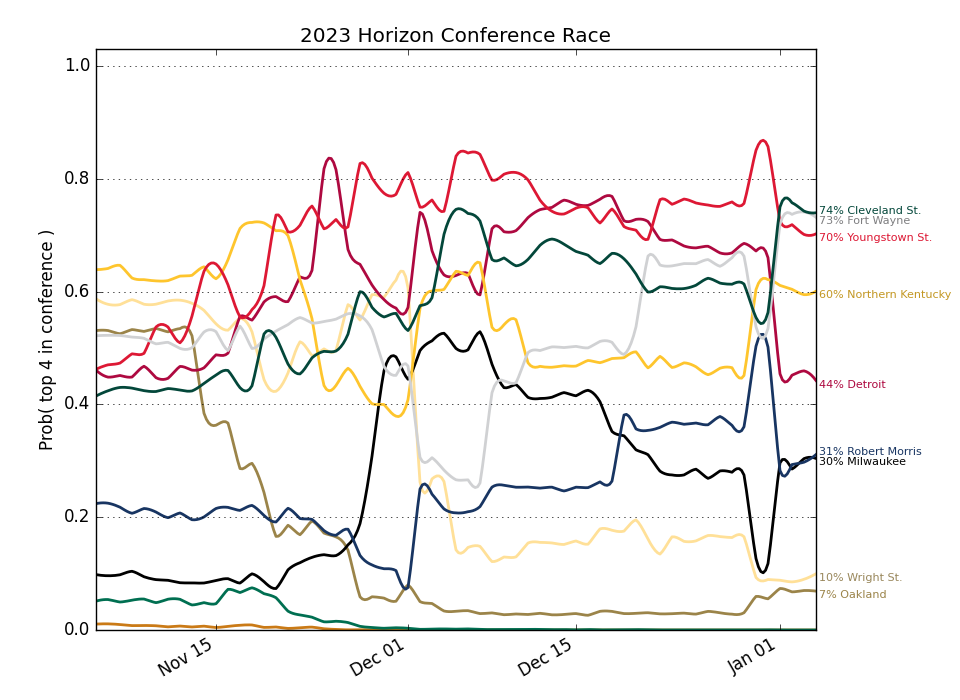 2023 Horizon Conference Race
Prob( top 4 in conference )
1.0
0.8
0.6
0.4
0.2
0.0
Nov 15
Dec 01
Dec 15
Jan 01
74% Cleveland St.
73% Fort Wayne
70% Youngstown St.
60% Northern Kentucky
44% Detroit
31% Robert Morris
30% Milwaukee
10% Wright St.
7% Oakland